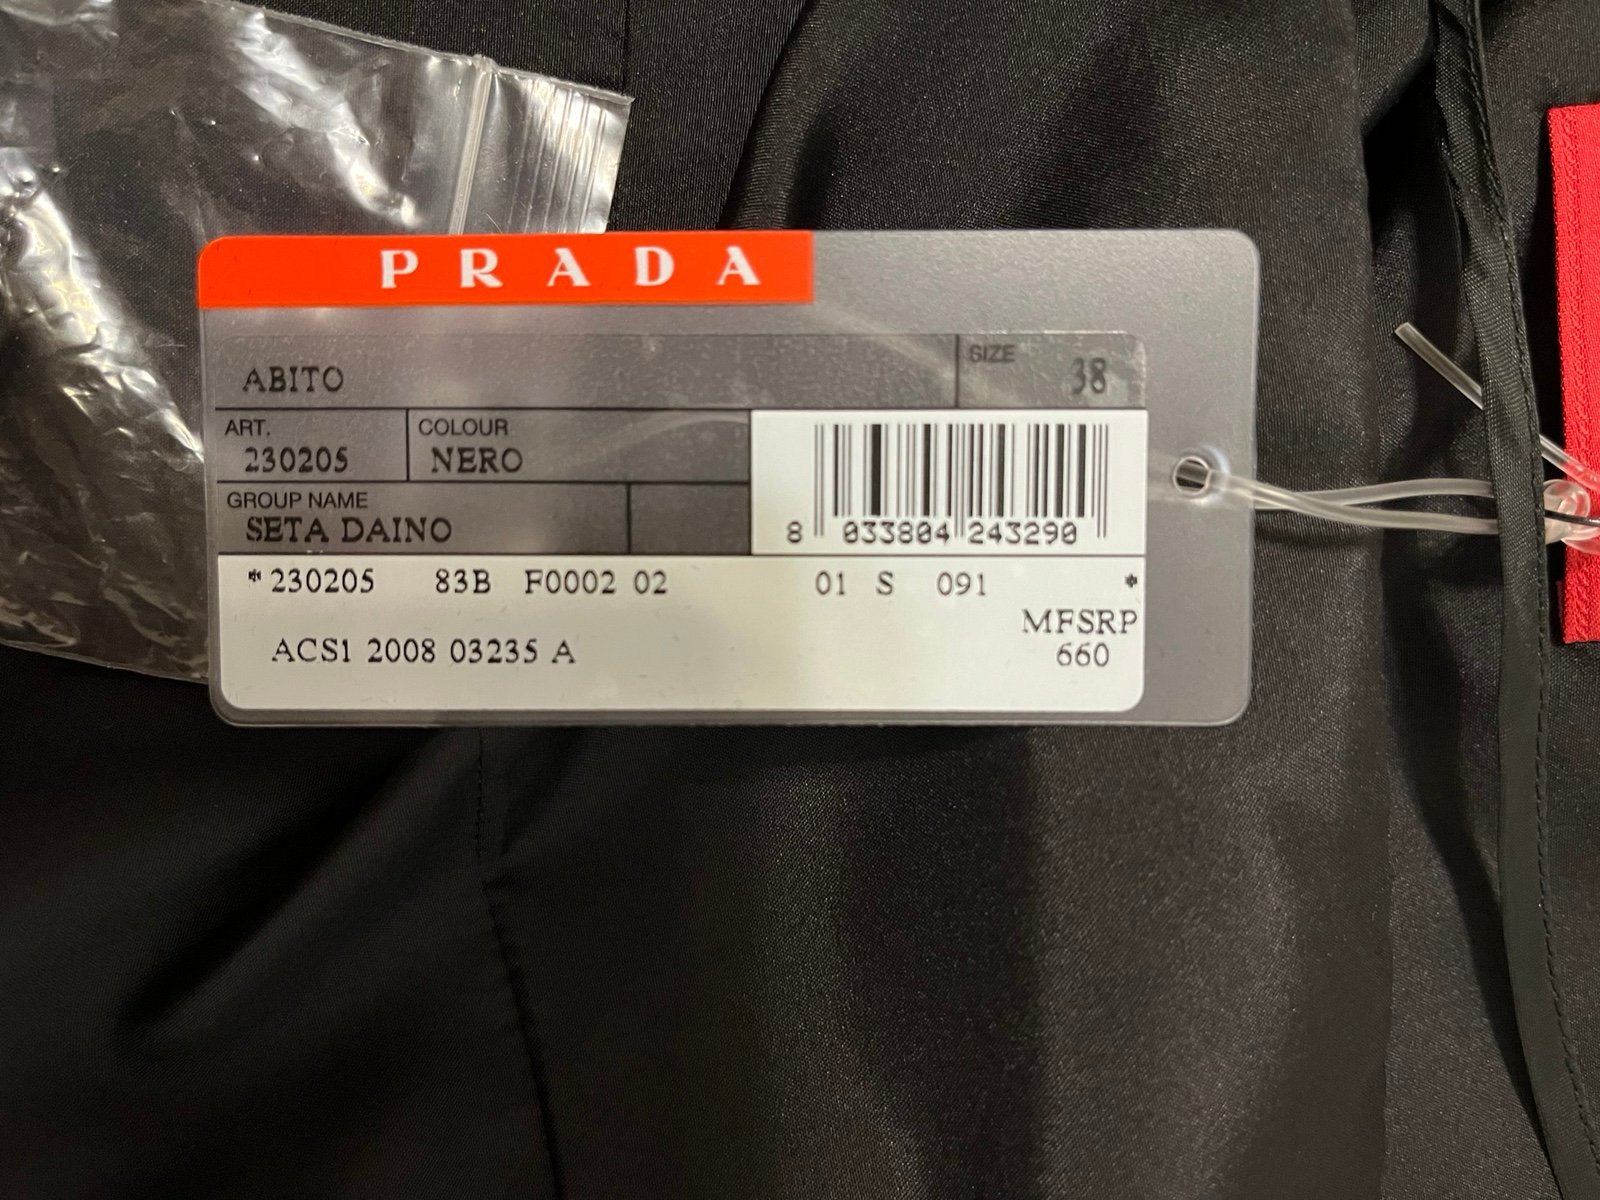 PRADA
ABITO
SIZE
38
ART.
230205
COLOUR
NERO
GROUP NAME
SETA DAINO
8 033804 243290
*230205 83B F0002 02 01 S 091 *
MFSRP
ACS1 2008 03235 A
660